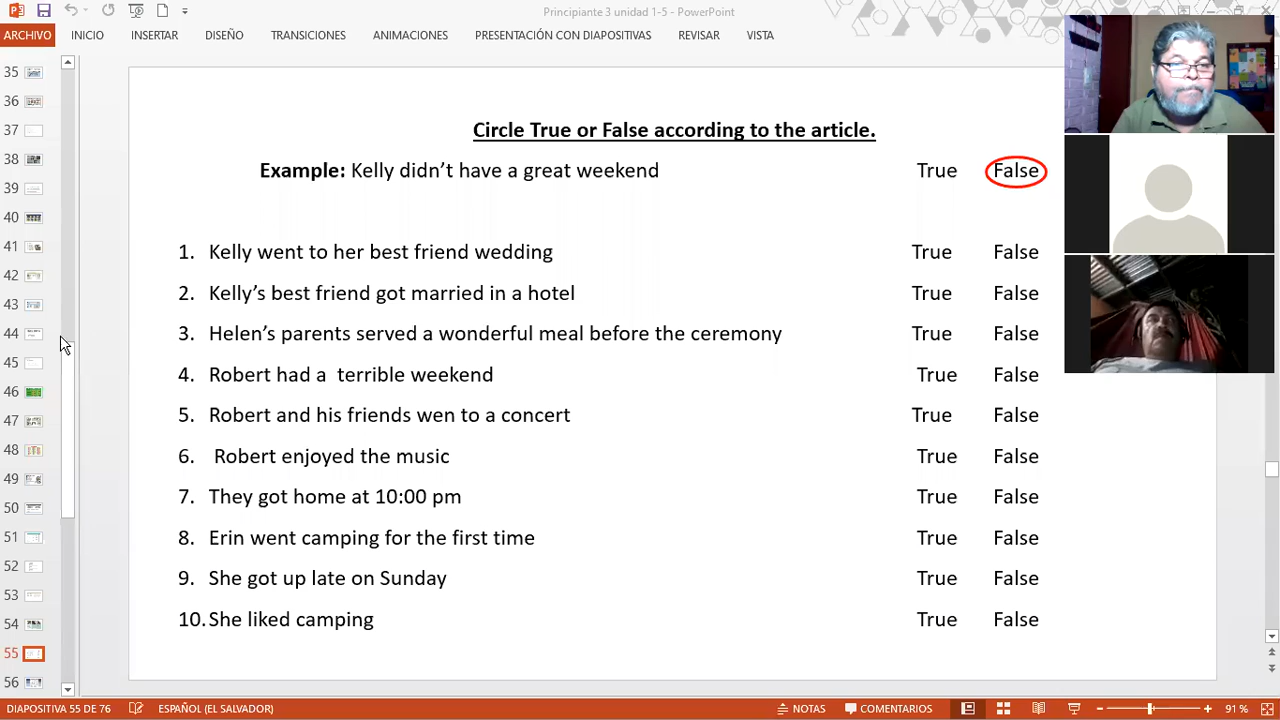 Principiante 3 unidad 1-5 - PowerPoint
ARCHIVO INICIO INSERTAR DISEÑO TRANSICIONES ANIMACIONES PRESENTACIÓN CON DIAPOSITIVAS REVISAR VISTA
35
36
37
38
39
40
41
42
43
44
45
46
47
48
49
50
51
52
53
54
55
56
Circle True or False according to the article.
Example: Kelly didn’t have a great weekend True False
1. Kelly went to her best friend wedding True False
2. Kelly’s best friend got married in a hotel True False
3. Helen’s parents served a wonderful meal before the ceremony True False
4. Robert had a terrible weekend True False
5. Robert and his friends wen to a concert True False
6. Robert enjoyed the music True False
7. They got home at 10:00 pm True False
8. Erin went camping for the first time True False
9. She got up late on Sunday True False
10. She liked camping True False
DIAPOSITIVA 55 DE 76 ESPAÑOL (EL SALVADOR) NOTAS COMENTARIOS 91 %